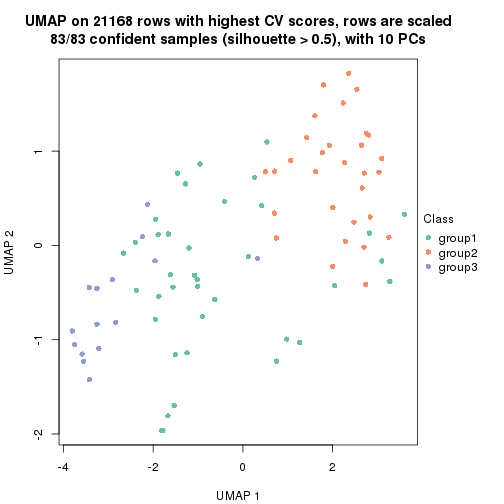 UMAP on 21168 rows with highest CV scores, rows are scaled
83/83 confident samples (silhouette > 0.5), with 10 PCs
UMAP 2
1
0
-1
-2
-4
-2
0
2
UMAP 1
Class
group1
group2
group3